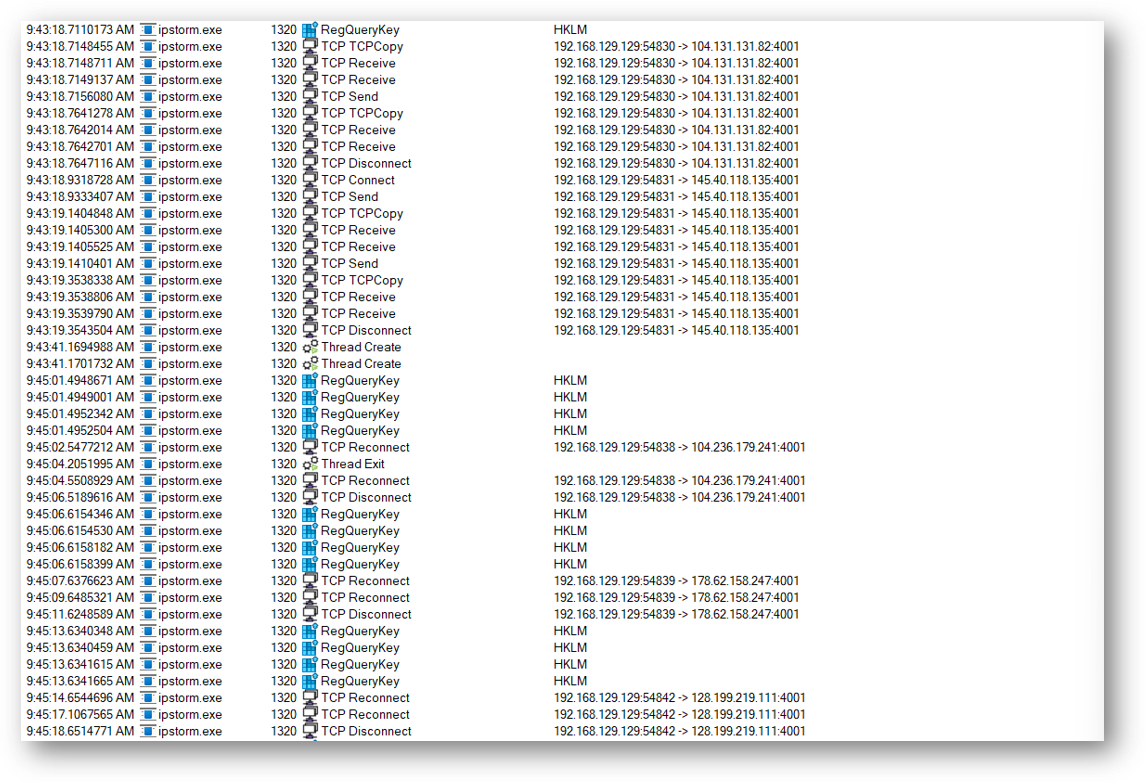 9:43:18.7110173 AM ipstorm.exe 1320 RegQueryKey HKLM
9:43:18.7148455 AM ipstorm.exe 1320 TCP TCPCopy 192.168.129.129:54830 -> 104.131.131.82:4001
9:43:18.7148711 AM ipstorm.exe 1320 TCP Receive 192.168.129.129:54830 -> 104.131.131.82:4001
9:43:18.7149137 AM ipstorm.exe 1320 TCP Receive 192.168.129.129:54830 -> 104.131.131.82:4001
9:43:18.7156080 AM ipstorm.exe 1320 TCP Send 192.168.129.129:54830 -> 104.131.131.82:4001
9:43:18.7641278 AM ipstorm.exe 1320 TCP TCPCopy 192.168.129.129:54830 -> 104.131.131.82:4001
9:43:18.7642014 AM ipstorm.exe 1320 TCP Receive 192.168.129.129:54830 -> 104.131.131.82:4001
9:43:18.7642701 AM ipstorm.exe 1320 TCP Receive 192.168.129.129:54830 -> 104.131.131.82:4001
9:43:18.7647116 AM ipstorm.exe 1320 TCP Disconnect 192.168.129.129:54830 -> 104.131.131.82:4001
9:43:18.9318728 AM ipstorm.exe 1320 TCP Connect 192.168.129.129:54831 -> 145.40.118.135:4001
9:43:18.9333407 AM ipstorm.exe 1320 TCP Send 192.168.129.129:54831 -> 145.40.118.135:4001
9:43:19.1404848 AM ipstorm.exe 1320 TCP TCPCopy 192.168.129.129:54831 -> 145.40.118.135:4001
9:43:19.1405300 AM ipstorm.exe 1320 TCP Receive 192.168.129.129:54831 -> 145.40.118.135:4001
9:43:19.1405525 AM ipstorm.exe 1320 TCP Receive 192.168.129.129:54831 -> 145.40.118.135:4001
9:43:19.1410401 AM ipstorm.exe 1320 TCP Send 192.168.129.129:54831 -> 145.40.118.135:4001
9:43:19.3538338 AM ipstorm.exe 1320 TCP TCPCopy 192.168.129.129:54831 -> 145.40.118.135:4001
9:43:19.3538806 AM ipstorm.exe 1320 TCP Receive 192.168.129.129:54831 -> 145.40.118.135:4001
9:43:19.3539790 AM ipstorm.exe 1320 TCP Receive 192.168.129.129:54831 -> 145.40.118.135:4001
9:43:19.3543504 AM ipstorm.exe 1320 TCP Disconnect 192.168.129.129:54831 -> 145.40.118.135:4001
9:43:41.1694988 AM ipstorm.exe 1320 Thread Create
9:43:41.1701732 AM ipstorm.exe 1320 Thread Create
9:45:01.4948671 AM ipstorm.exe 1320 RegQueryKey HKLM
9:45:01.4949001 AM ipstorm.exe 1320 RegQueryKey HKLM
9:45:01.4952342 AM ipstorm.exe 1320 RegQueryKey HKLM
9:45:01.4952504 AM ipstorm.exe 1320 RegQueryKey HKLM
9:45:02.5477212 AM ipstorm.exe 1320 TCP Reconnect 192.168.129.129:54838 -> 104.236.179.241:4001
9:45:04.2051995 AM ipstorm.exe 1320 Thread Exit
9:45:04.5508929 AM ipstorm.exe 1320 TCP Reconnect 192.168.129.129:54838 -> 104.236.179.241:4001
9:45:06.5189616 AM ipstorm.exe 1320 TCP Disconnect 192.168.129.129:54838 -> 104.236.179.241:4001
9:45:06.6154346 AM ipstorm.exe 1320 RegQueryKey HKLM
9:45:06.6154530 AM ipstorm.exe 1320 RegQueryKey HKLM
9:45:06.6158182 AM ipstorm.exe 1320 RegQueryKey HKLM
9:45:06.6158399 AM ipstorm.exe 1320 RegQueryKey HKLM
9:45:07.6376623 AM ipstorm.exe 1320 TCP Reconnect 192.168.129.129:54839 -> 178.62.158.247:4001
9:45:09.6485321 AM ipstorm.exe 1320 TCP Reconnect 192.168.129.129:54839 -> 178.62.158.247:4001
9:45:11.6248589 AM ipstorm.exe 1320 TCP Disconnect 192.168.129.129:54839 -> 178.62.158.247:4001
9:45:13.6340348 AM ipstorm.exe 1320 RegQueryKey HKLM
9:45:13.6340459 AM ipstorm.exe 1320 RegQueryKey HKLM
9:45:13.6341615 AM ipstorm.exe 1320 RegQueryKey HKLM
9:45:13.6341665 AM ipstorm.exe 1320 RegQueryKey HKLM
9:45:14.6544696 AM ipstorm.exe 1320 TCP Reconnect 192.168.129.129:54842 -> 128.199.219.111:4001
9:45:17.1067565 AM ipstorm.exe 1320 TCP Reconnect 192.168.129.129:54842 -> 128.199.219.111:4001
9:45:18.6514771 AM ipstorm.exe 1320 TCP Disconnect 192.168.129.129:54842 -> 128.199.219.111:4001